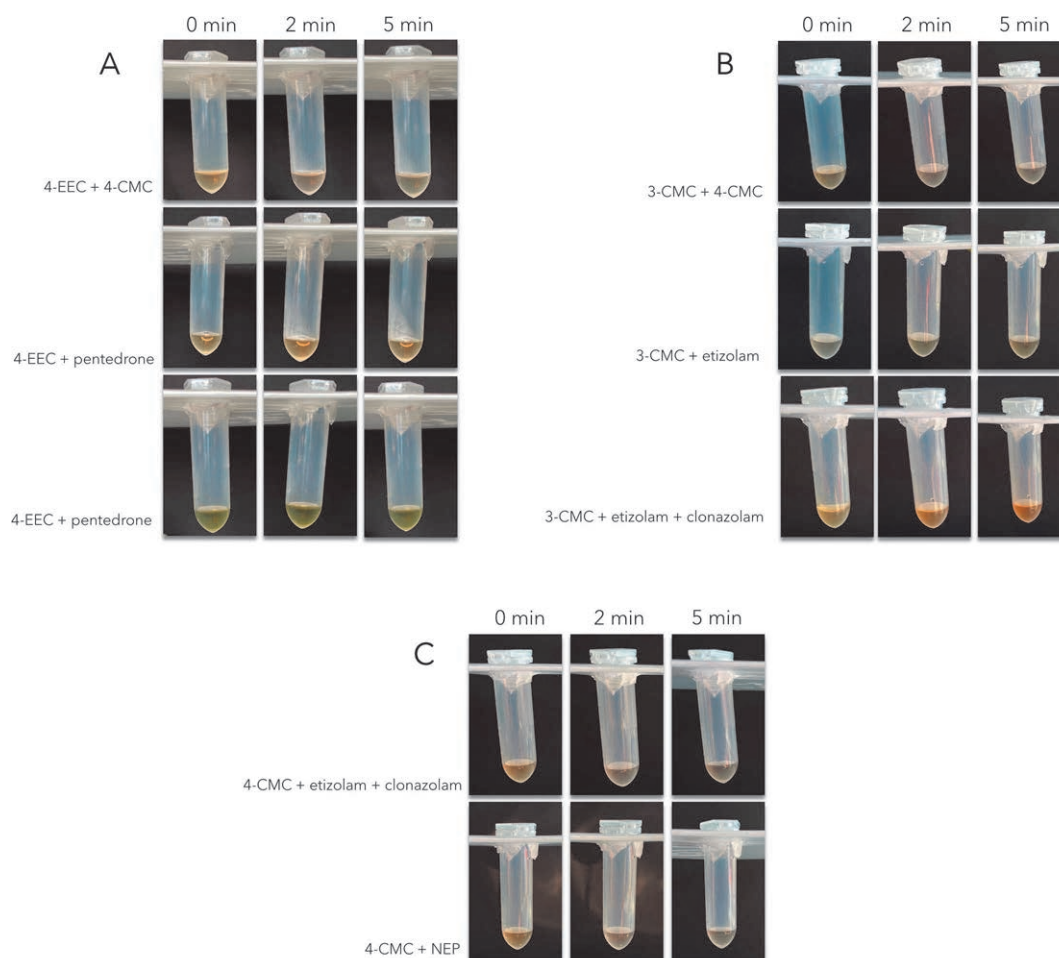 0 min 2 min 5 min
A
4-EEC + 4-CMC
4-EEC + pentedrone
4-EEC + pentedrone
0 min 2 min 5 min
B
3-CMC + 4-CMC
3-CMC + etizolam
3-CMC + etizolam + clonazolam
0 min 2 min 5 min
C
4-CMC + etizolam + clonazolam
4-CMC + NEP